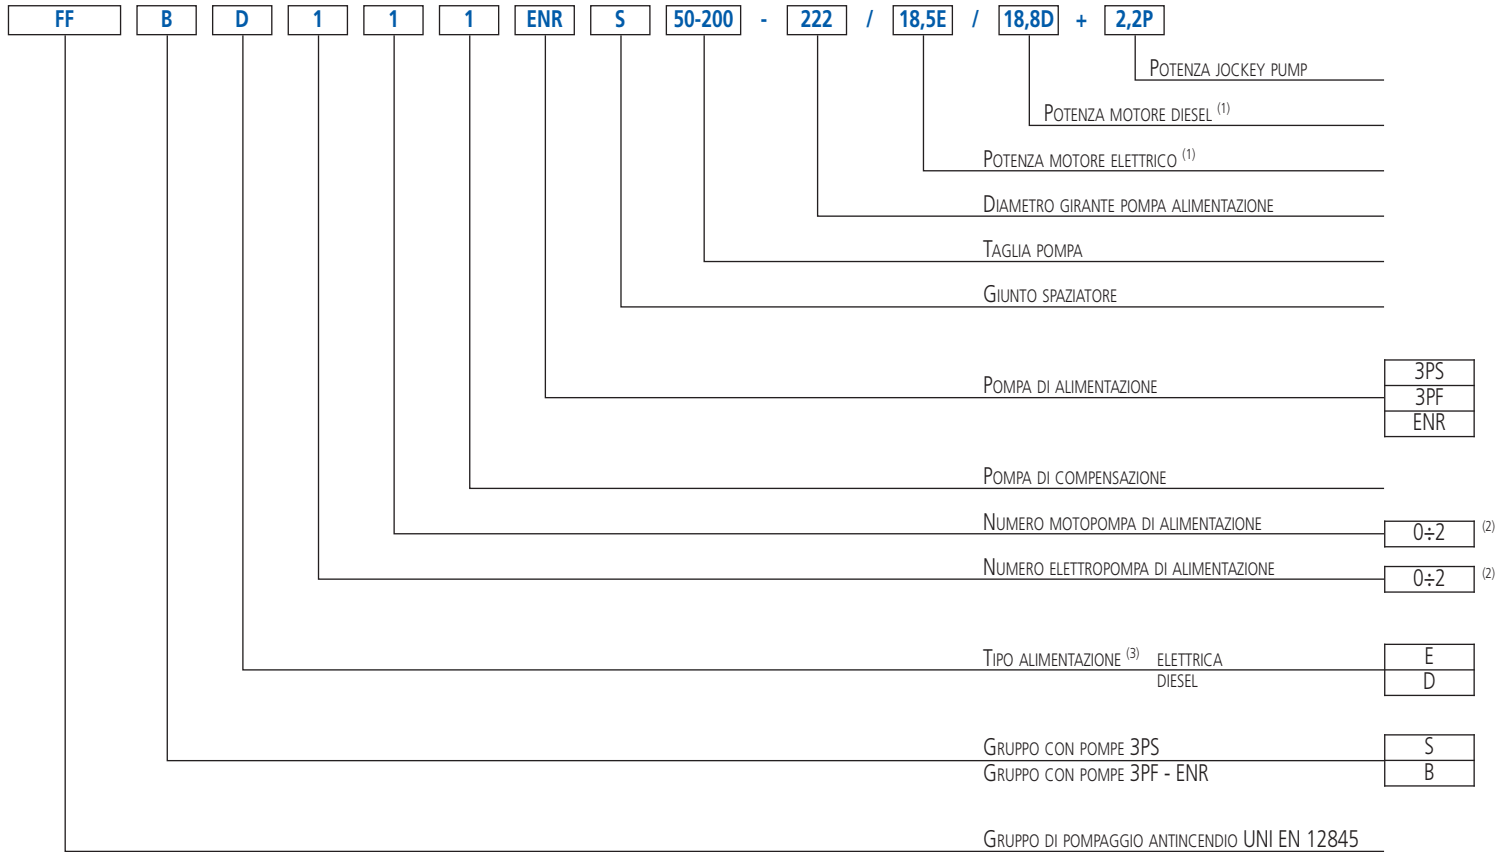 FF B D 1 1 1 ENR S 50-200 - 222 / 18,5E / 18,8D + 2,2P
POTENZA JOCKEY PUMP
POTENZA MOTORE DIESEL (1)
POTENZA MOTORE ELETTRICO (1)
DIAMETRO GIRANTE POMPA ALIMENTAZIONE
TAGLIA POMPA
GIUNTO SPAZIATORE
3PS
POMPA DI ALIMENTAZIONE
3PF
ENR
POMPA DI COMPENSAZIONE
NUMERO MOTOPOMPA DI ALIMENTAZIONE 0÷2 (2)
NUMERO ELETTROPOMPA DI ALIMENTAZIONE 0÷2 (2)
TIPO ALIMENTAZIONE (3) ELETTRICA E
DIESEL D
GRUPPO CON POMPE 3PS S
GRUPPO CON POMPE 3PF - ENR B
GRUPPO DI POMPAGGIO ANTINCENDIO UNI EN 12845